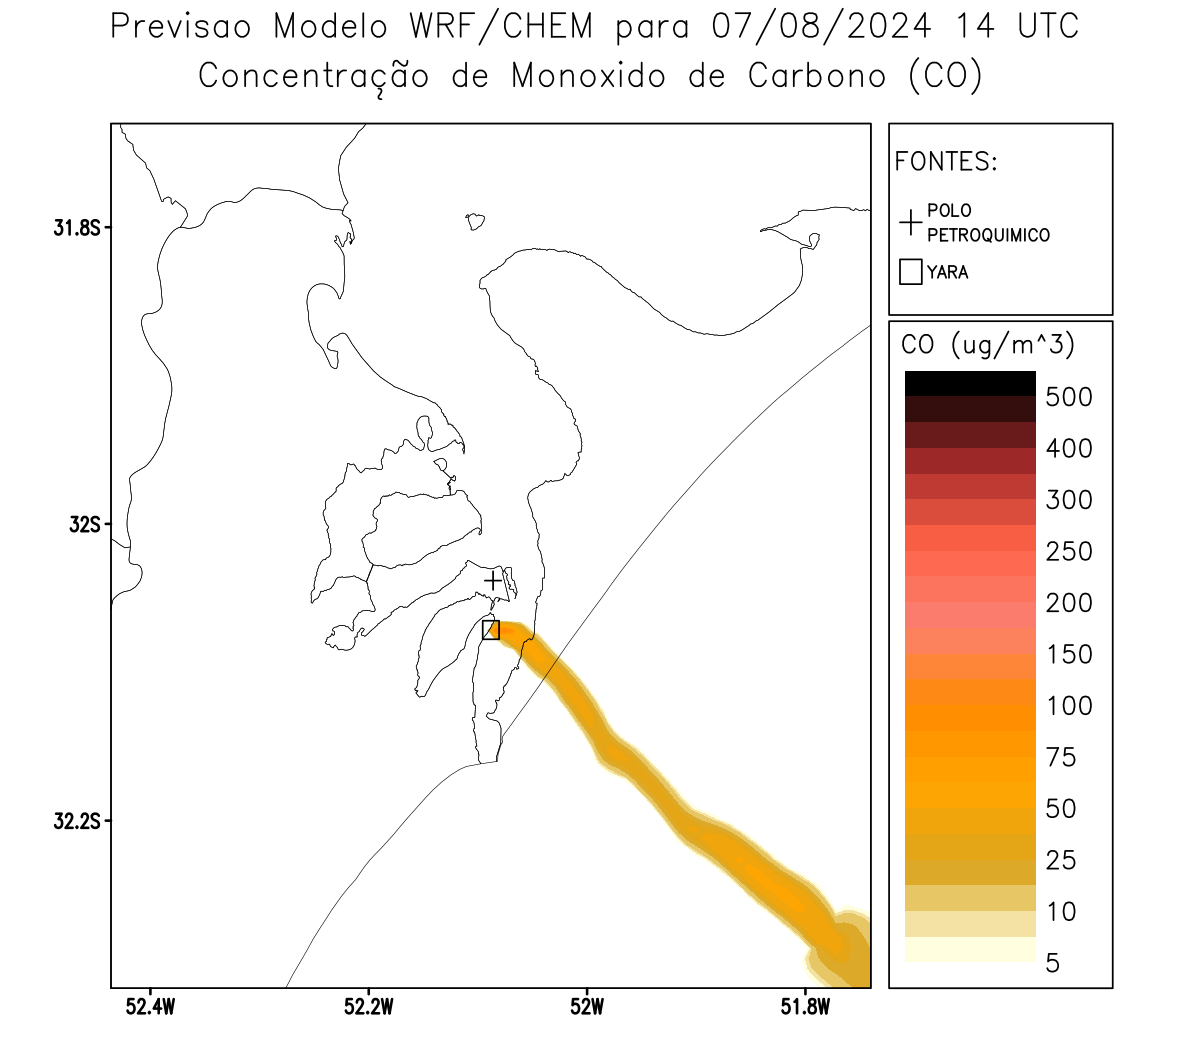 Previsao Modelo WRF/CHEM para 07/08/2024 14 UTC
Concentração de Monoxido de Carbono (CO)
FONTES:
POLO
PETROQUIMICO
YARA
CO (ug/m^3)
500
400
300
250
200
150
100
75
50
25
10
5
31.8S
32S
32.2S
52.4W
52.2W
52W
51.8W